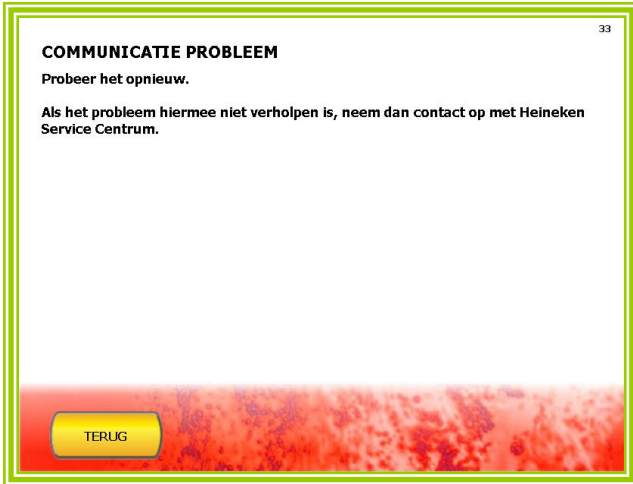 33
COMMUNICATIE PROBLEEM
Probeer het opnieuw.
Als het probleem hiermee niet verholpen is, neem dan contact op met Heineken
Service Centrum.
TERUG